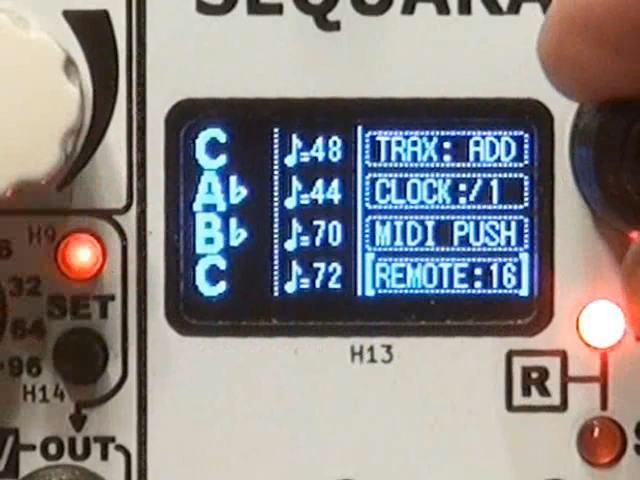 SEQUARA
C ♪=48 TRAX: ADD
A♭ ♪=44 CLOCK:/1
B♭ ♪=70 MIDI PUSH
C ♪=72 [REMOTE:16]
H9
32
64
96
SET
H14
OUT
H13
R